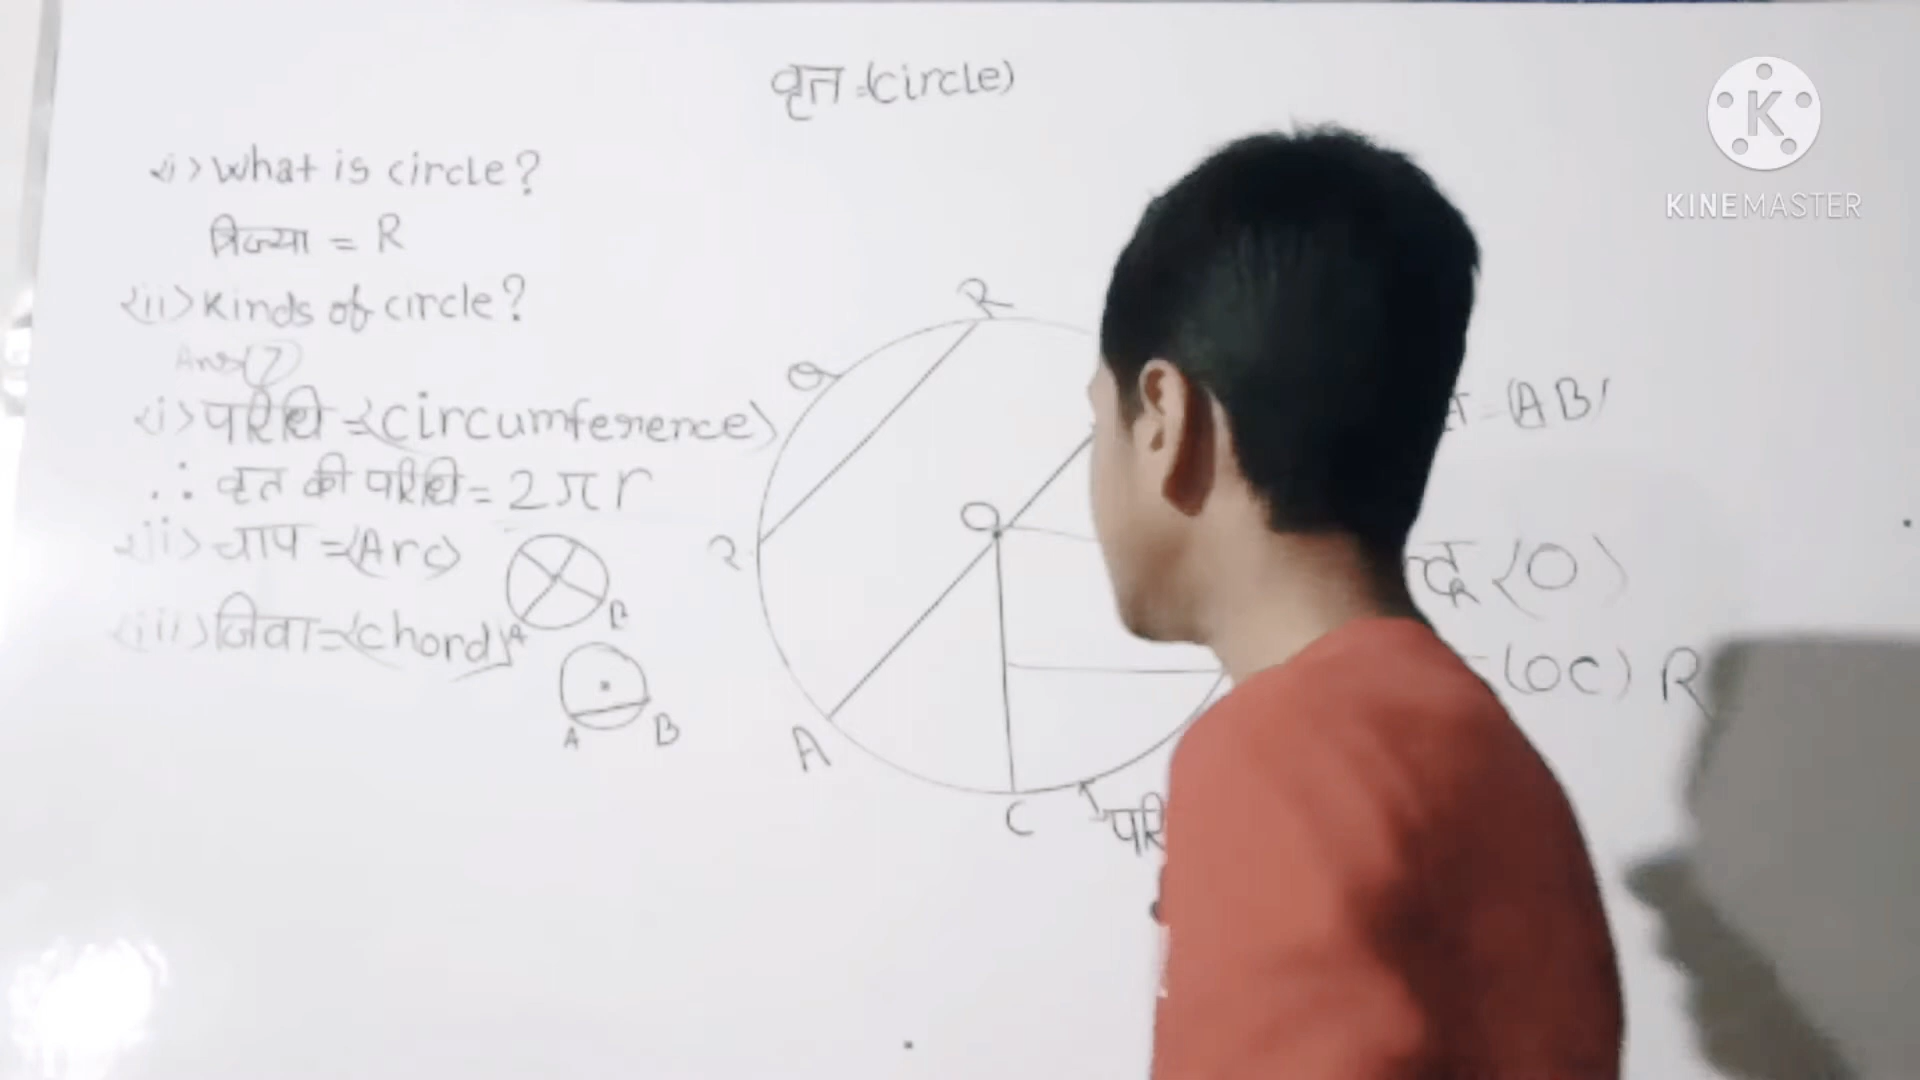 वृत=(circle)
KINEMASTER
<i> What is circle?
त्रिज्या = R
<ii> Kinds of circle?
Ans(7)
<i> परिधि =<circumference>
∴ वृत की परिधि = 2πr
<ii> चाप =<Arc>
<iii> जिवा=<chord>
A B
A B
R
Q
O
A
C
=(AB)
<O>
=(OC) R